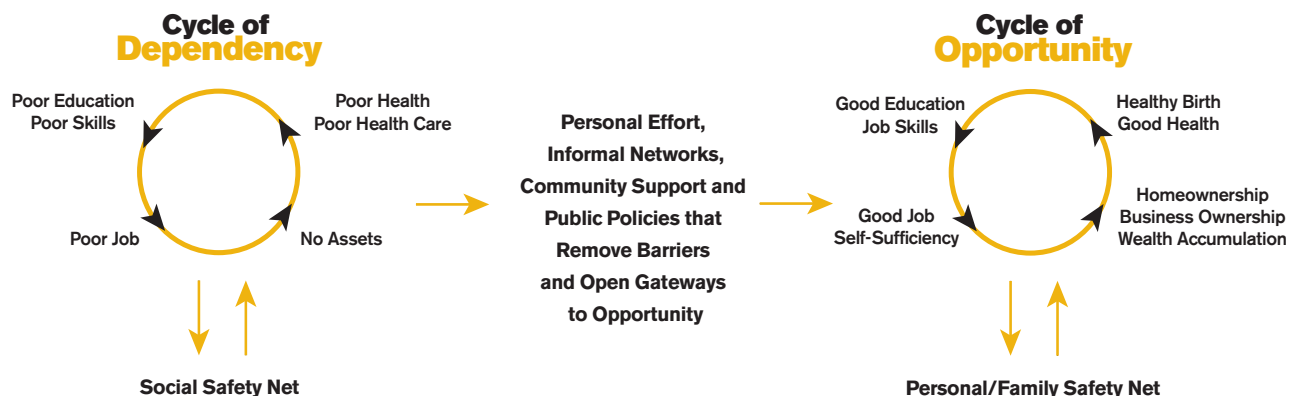 Cycle of
Dependency
Poor Education
Poor Skills
Poor Health
Poor Health Care
Poor Job
No Assets
Social Safety Net
Personal Effort,
Informal Networks,
Community Support and
Public Policies that
Remove Barriers
and Open Gateways
to Opportunity
Cycle of
Opportunity
Good Education
Job Skills
Healthy Birth
Good Health
Good Job
Self-Sufficiency
Homeownership
Business Ownership
Wealth Accumulation
Personal/Family Safety Net